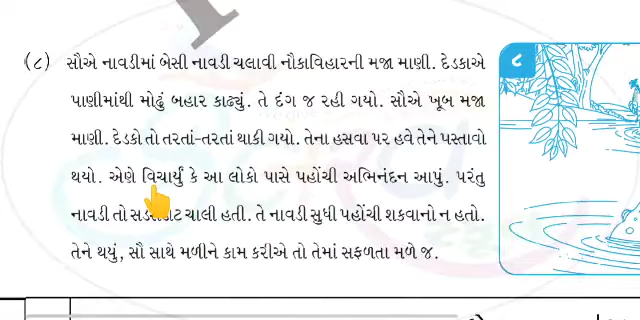 (૮) સૌએ નાવડીમાં બેસી નાવડી ચલાવી નૌકાવિહારની મજા માણી. દેડકાએ
પાણીમાંથી મોઢું બહાર કાઢ્યું. તે દંગ જ રહી ગયો. સૌએ ખૂબ મજા
માણી. દેડકો તો તરતાં-તરતાં થાકી ગયો. તેના હસવા પર હવે તેને પસ્તાવો
થયો. એણે વિચાર્યું કે આ લોકો પાસે પહોંચી અભિનંદન આપું. પરંતુ
નાવડી તો ચાલી હતી. તે નાવડી સુધી પહોંચી શકવાનો ન હતો.
તેને થયું, સૌ સાથે મળીને કામ કરીએ તો તેમાં સફળતા મળે જ.
૮